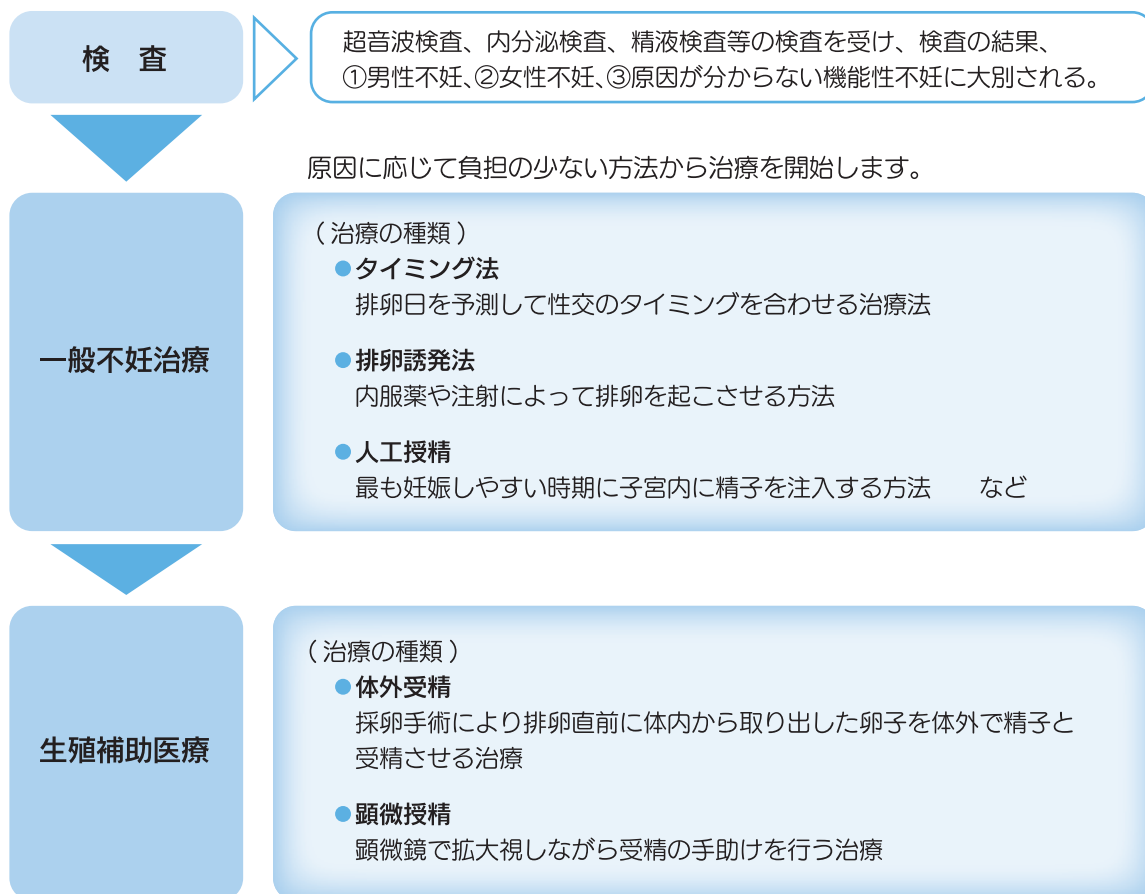 検　査
超音波検査、内分泌検査、精液検査等の検査を受け、検査の結果、
①男性不妊、②女性不妊、③原因が分からない機能性不妊に大別される。
原因に応じて負担の少ない方法から治療を開始します。
一般不妊治療
（治療の種類）
●タイミング法
排卵日を予測して性交のタイミングを合わせる治療法
●排卵誘発法
内服薬や注射によって排卵を起こさせる方法
●人工授精
最も妊娠しやすい時期に子宮内に精子を注入する方法　　など
生殖補助医療
（治療の種類）
●体外受精
採卵手術により排卵直前に体内から取り出した卵子を体外で精子と
受精させる治療
●顕微授精
顕微鏡で拡大視しながら受精の手助けを行う治療